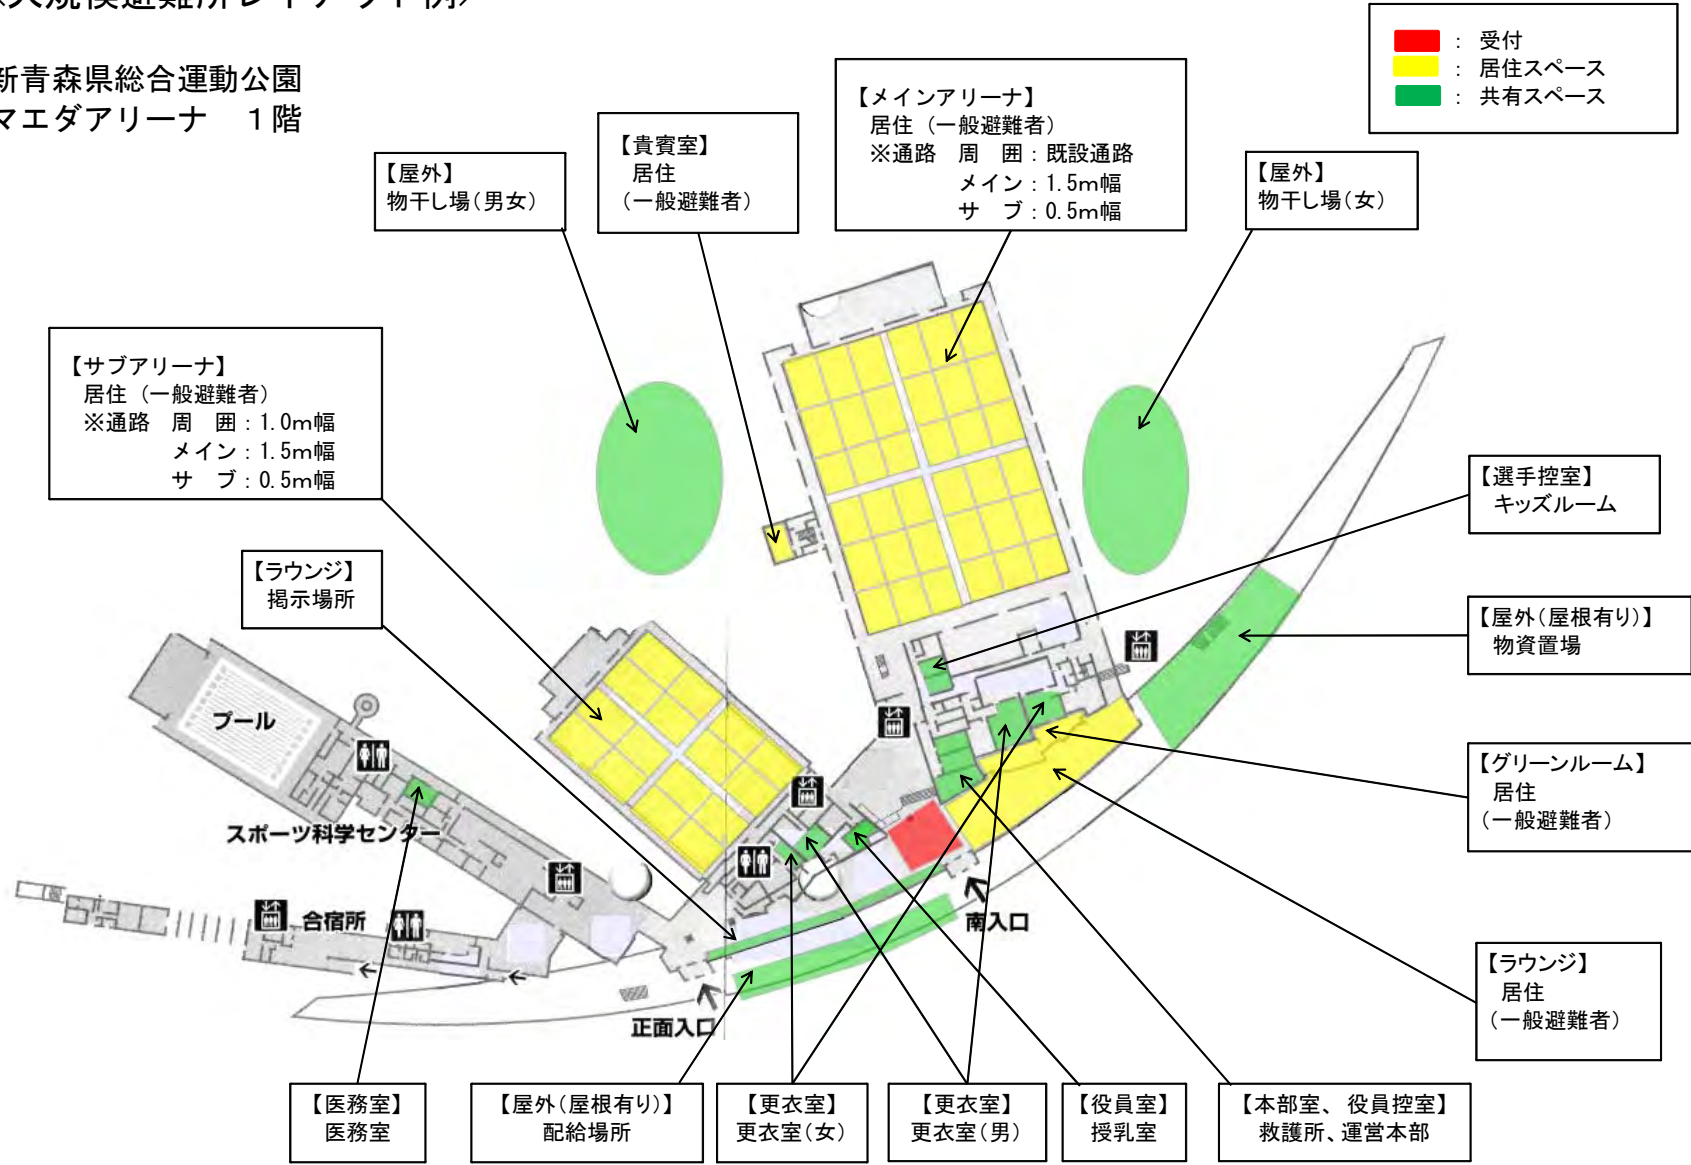 <大規模避難所レイアウト例>
新青森県総合運動公園
マエダアリーナ　1階
： 受付
： 居住スペース
： 共有スペース
【メインアリーナ】
居住（一般避難者）
※通路　周　囲：既設通路
メイン：1.5m幅
サ　ブ：0.5m幅
【貴賓室】
居住
（一般避難者）
【屋外】
物干し場（男女）
【屋外】
物干し場（女）
【サブアリーナ】
居住（一般避難者）
※通路　周　囲：1.0m幅
メイン：1.5m幅
サ　ブ：0.5m幅
【選手控室】
キッズルーム
【ラウンジ】
掲示場所
【屋外（屋根有り）】
物資置場
プール
【グリーンルーム】
居住
（一般避難者）
スポーツ科学センター
合宿所
南入口
【ラウンジ】
居住
（一般避難者）
正面入口
【医務室】
医務室
【屋外（屋根有り）】
配給場所
【更衣室】
更衣室（女）
【更衣室】
更衣室（男）
【役員室】
授乳室
【本部室、役員控室】
救護所、運営本部